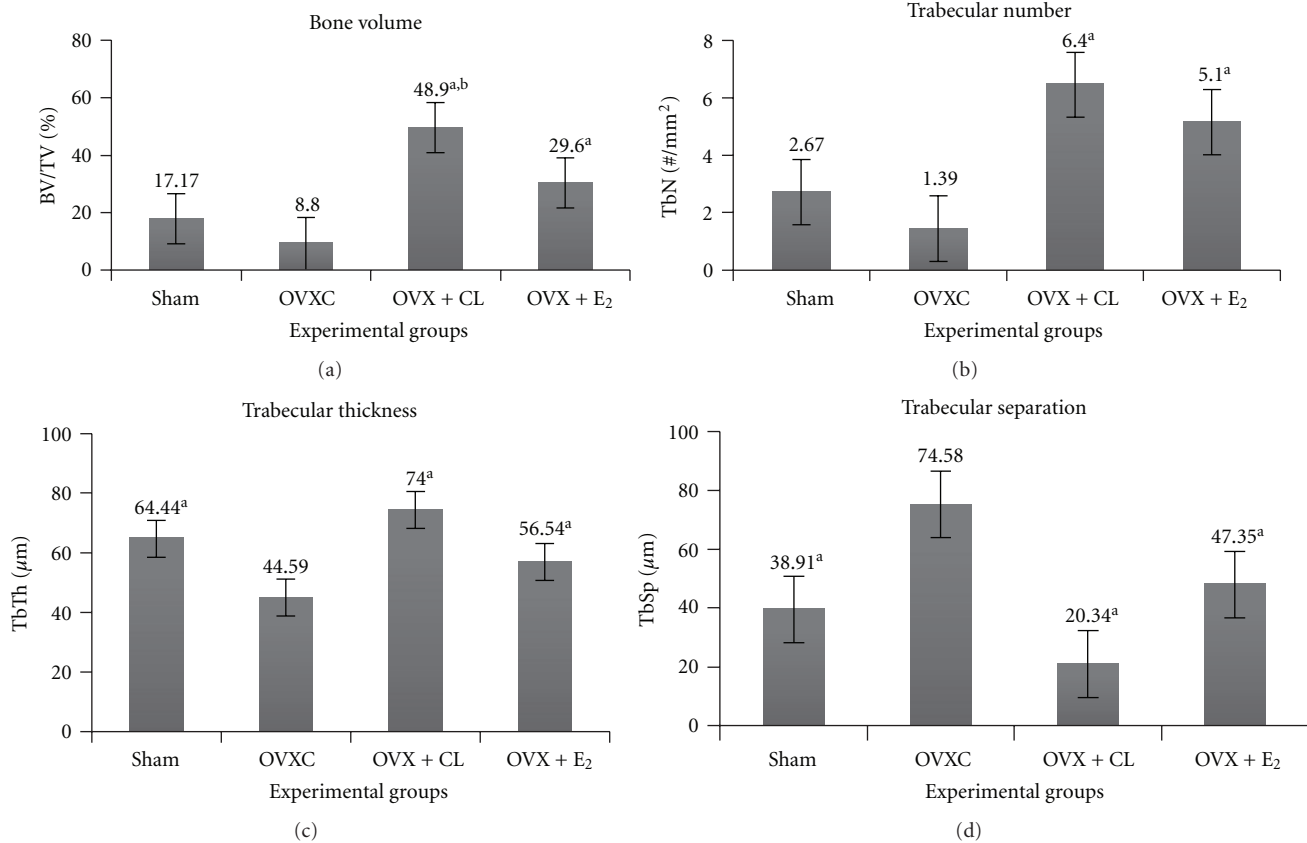 Bone volume
80
60
40
20
0
BV/TV (%)
17.17
8.8
48.9a,b
29.6a
Sham OVXC OVX + CL OVX + E2
Experimental groups
(a)
Trabecular number
8
6
4
2
0
TbN (#/mm2)
2.67
1.39
6.4a
5.1a
Sham OVXC OVX + CL OVX + E2
Experimental groups
(b)
Trabecular thickness
100
80
60
40
20
0
TbTh (μm)
64.44a
44.59
74a
56.54a
Sham OVXC OVX + CL OVX + E2
Experimental groups
(c)
Trabecular separation
100
80
60
40
20
0
TbSp (μm)
38.91a
74.58
20.34a
47.35a
Sham OVXC OVX + CL OVX + E2
Experimental groups
(d)